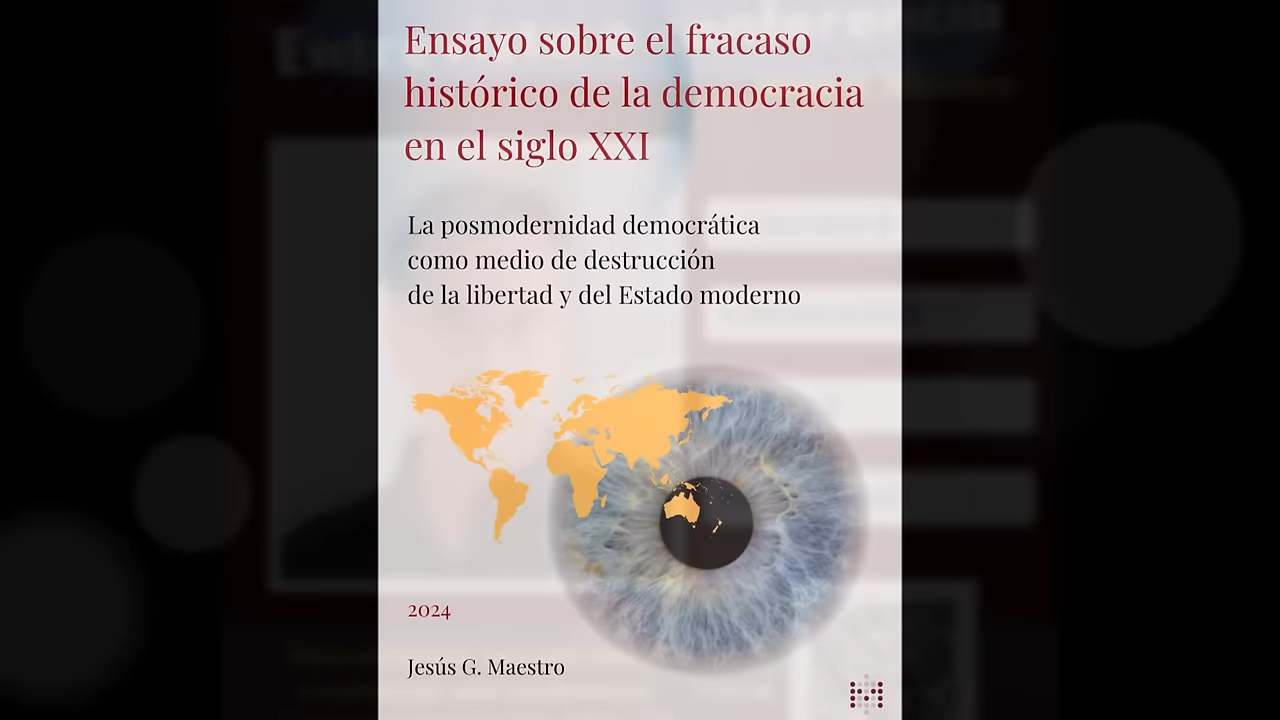 Ensayo sobre el fracaso
histórico de la democracia
en el siglo XXI
La posmodernidad democrática
como medio de destrucción
de la libertad y del Estado moderno
2024
Jesús G. Maestro